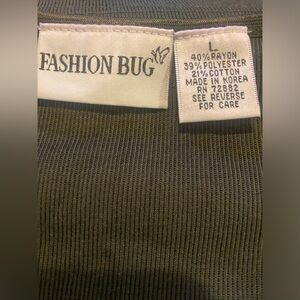 FASHION BUG
L
40% RAYON
39% POLYESTER
21% COTTON
MADE IN KOREA
RN 72882
SEE REVERSE
FOR CARE